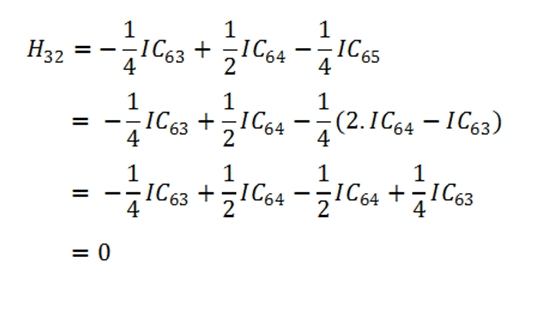 H₃₂ = −1/4 IC₆₃ + 1/2 IC₆₄ − 1/4 IC₆₅
= −1/4 IC₆₃ + 1/2 IC₆₄ − 1/4 (2. IC₆₄ − IC₆₃)
= −1/4 IC₆₃ + 1/2 IC₆₄ − 1/2 IC₆₄ + 1/4 IC₆₃
= 0